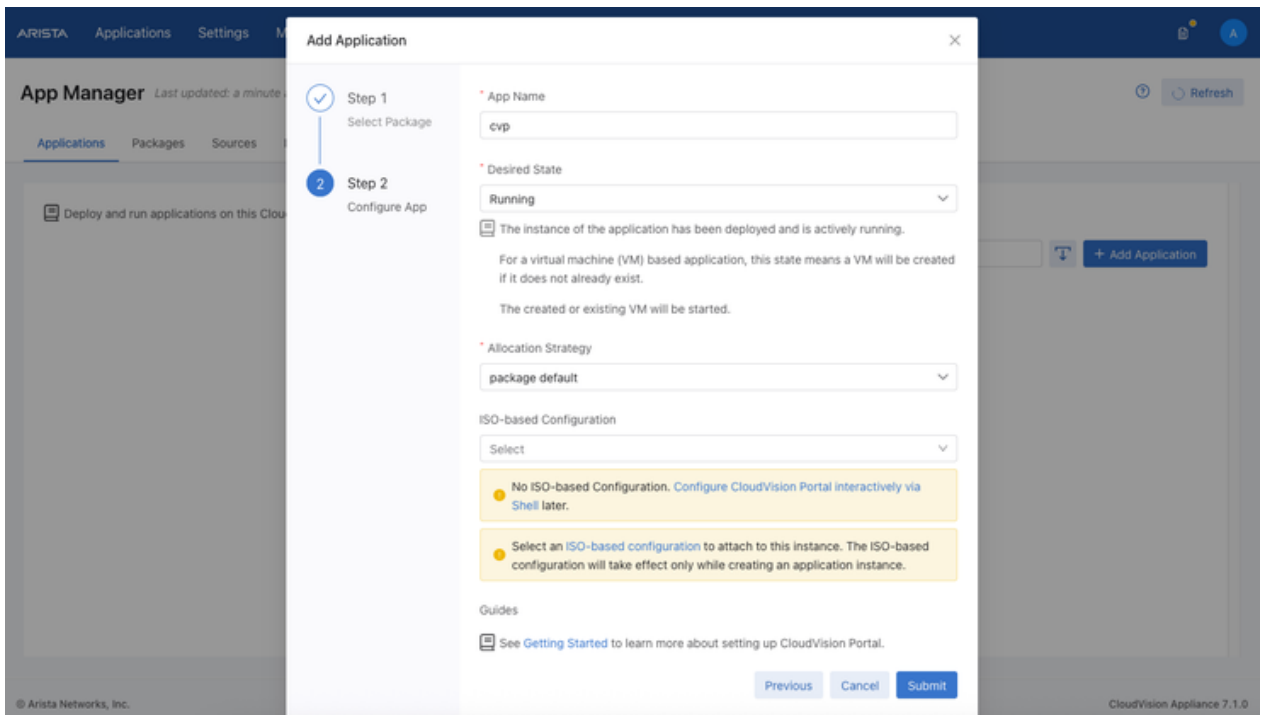 ARISTA Applications Settings M
Add Application
A
App Manager Last updated: a minute
Refresh
Applications Packages Sources
Deploy and run applications on this Clou
+ Add Application
Step 1
Select Package
2 Step 2
Configure App
* App Name
cvp
* Desired State
Running
The instance of the application has been deployed and is actively running.
For a virtual machine (VM) based application, this state means a VM will be created
if it does not already exist.
The created or existing VM will be started.
* Allocation Strategy
package default
ISO-based Configuration
Select
No ISO-based Configuration. Configure CloudVision Portal interactively via
Shell later.
Select an ISO-based configuration to attach to this instance. The ISO-based
configuration will take effect only while creating an application instance.
Guides
See Getting Started to learn more about setting up CloudVision Portal.
Previous Cancel Submit
© Arista Networks, Inc.
CloudVision Appliance 7.1.0